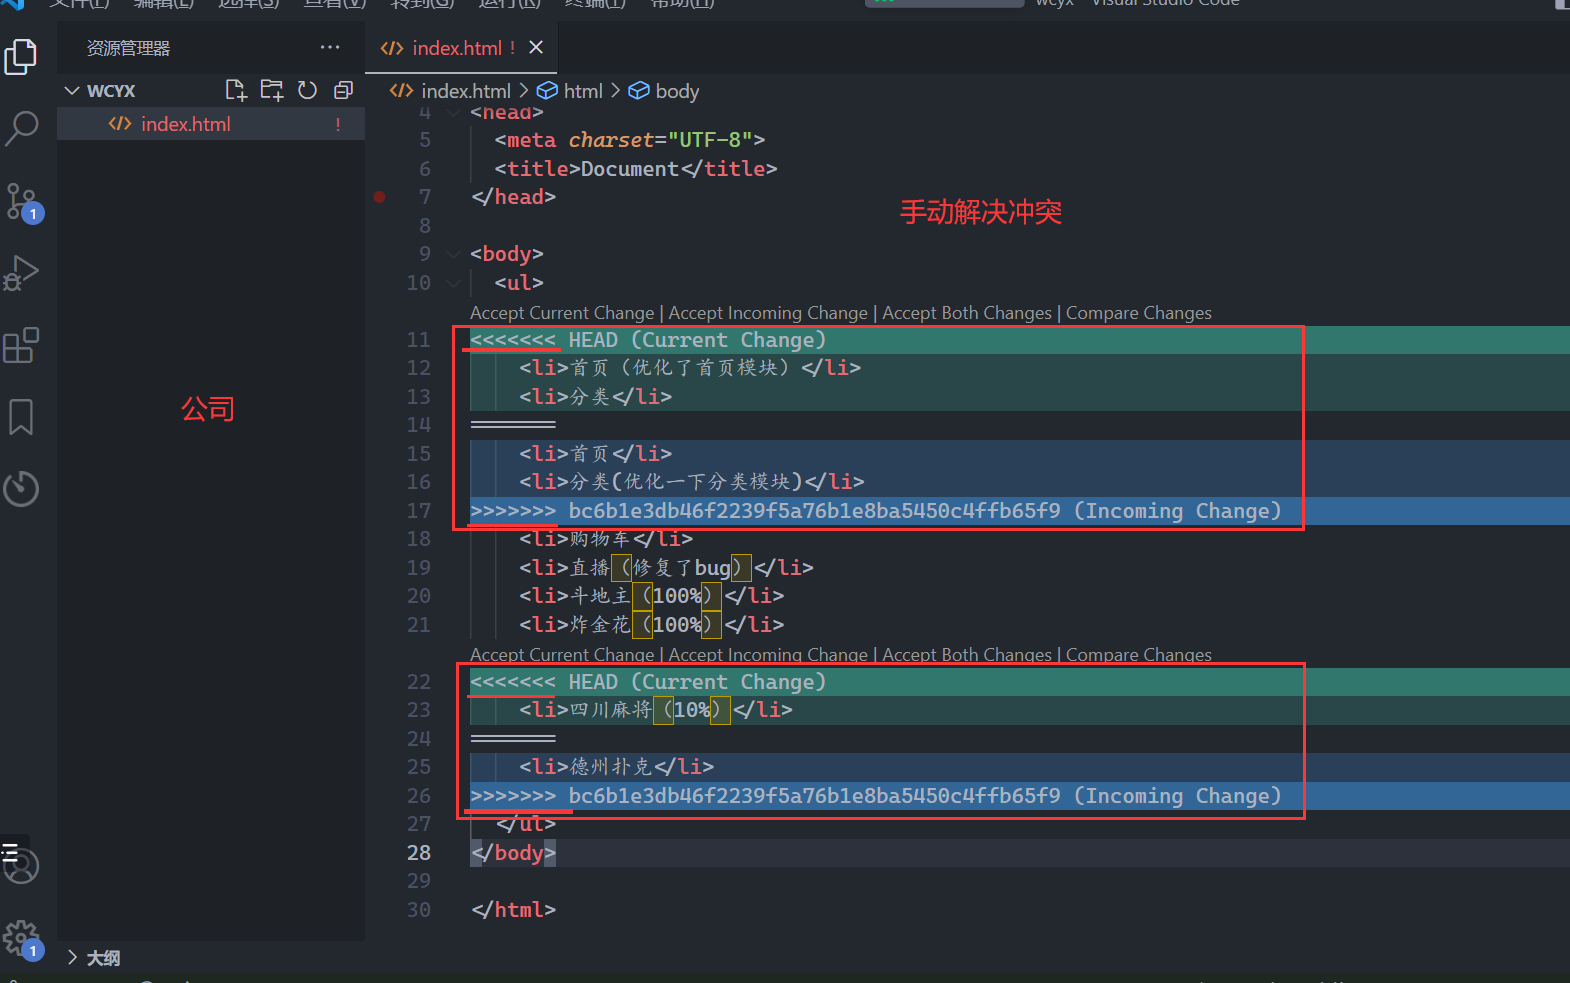 文件(F) 编辑(E) 选择(S) 查看(V) 转到(G) 运行(R) 终端(T) 帮助(H)
wcyx - Visual Studio Code
资源管理器 ···
index.html !
WCYX
index.html > html > body
index.html !
4 <head>
5 <meta charset="UTF-8">
6 <title>Document</title>
7 </head>
手动解决冲突
8
9 <body>
10 <ul>
Accept Current Change | Accept Incoming Change | Accept Both Changes | Compare Changes
11 <<<<<<< HEAD (Current Change)
12 <li>首页（优化了首页模块）</li>
13 <li>分类</li>
公司
14 =======
15 <li>首页</li>
16 <li>分类(优化一下分类模块)</li>
17 >>>>>>> bc6b1e3db46f2239f5a76b1e8ba5450c4ffb65f9 (Incoming Change)
18 <li>购物车</li>
19 <li>直播（修复了bug）</li>
20 <li>斗地主（100%）</li>
21 <li>炸金花（100%）</li>
Accept Current Change | Accept Incoming Change | Accept Both Changes | Compare Changes
22 <<<<<<< HEAD (Current Change)
23 <li>四川麻将（10%）</li>
24 =======
25 <li>德州扑克</li>
26 >>>>>>> bc6b1e3db46f2239f5a76b1e8ba5450c4ffb65f9 (Incoming Change)
27 </ul>
28 </body>
29
30 </html>
1
1
大纲